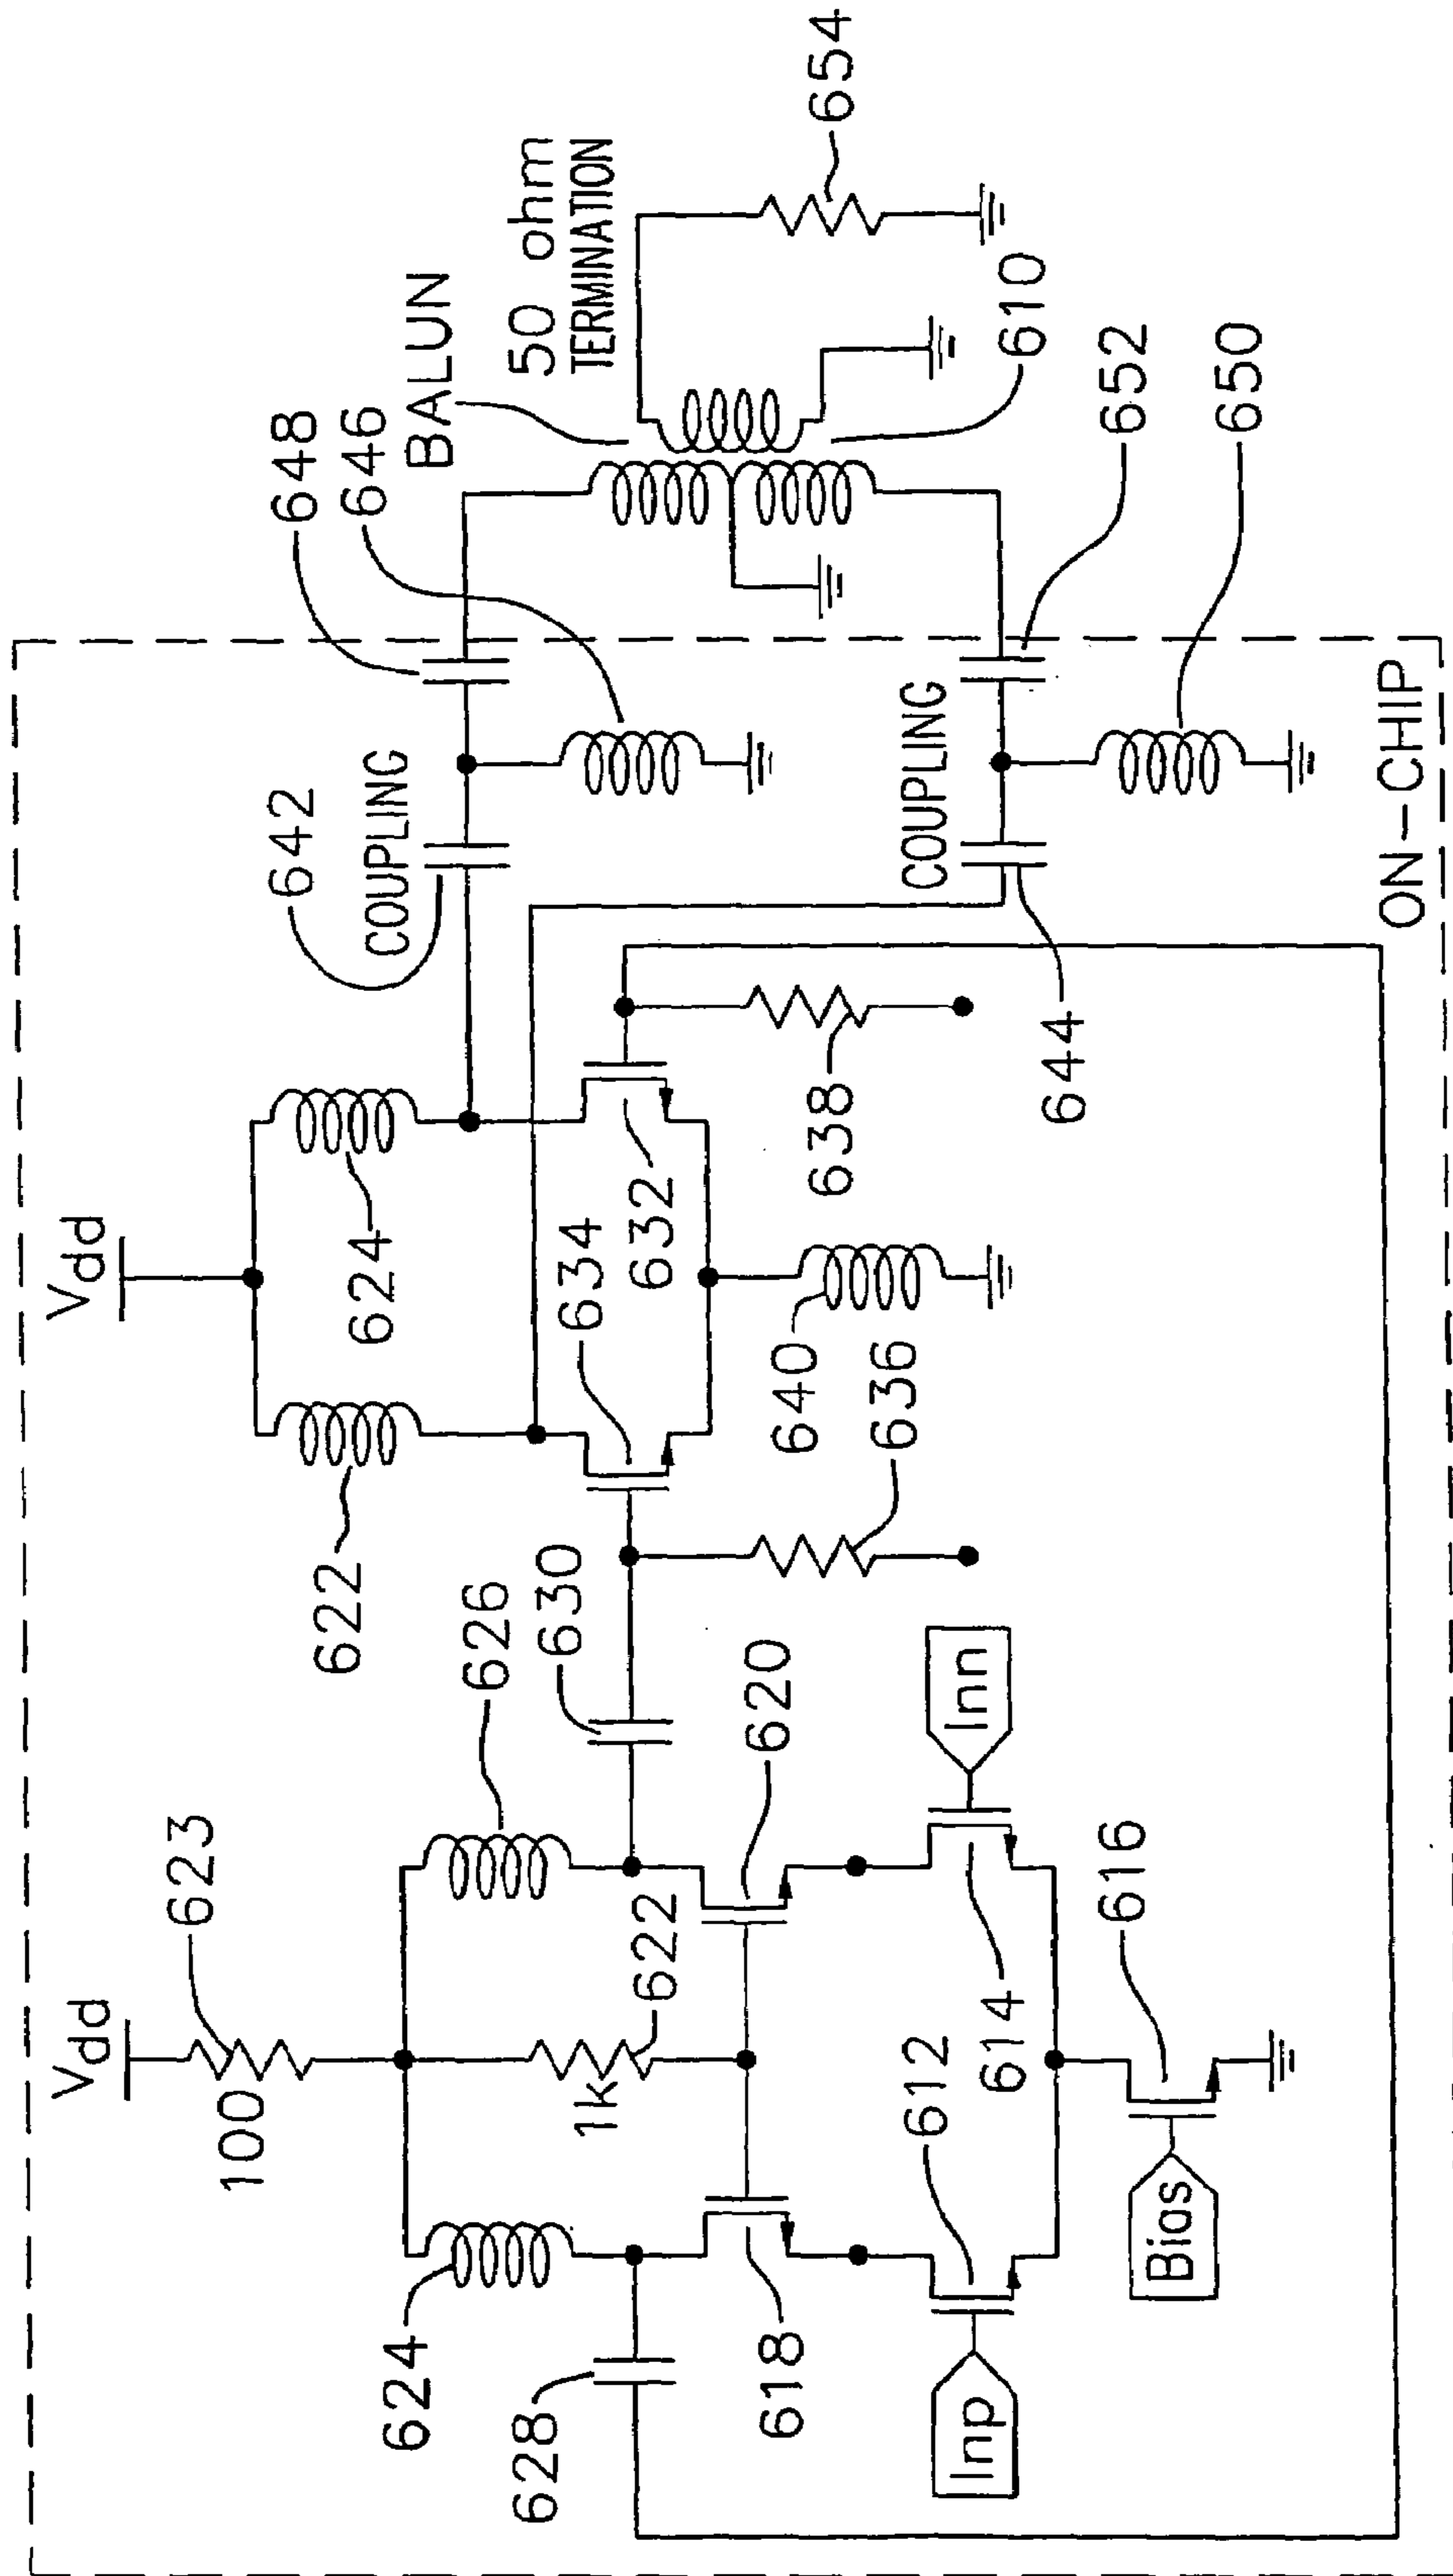 Vdd
623
100
624
626
1k
622
628
630
618
620
Inp
612
614
Inn
Bias
616
Vdd
622
624
634
632
636
640
638
642
COUPLING
648
646
COUPLING
644
652
650
BALUN
50 ohm
TERMINATION
610
654
ON-CHIP